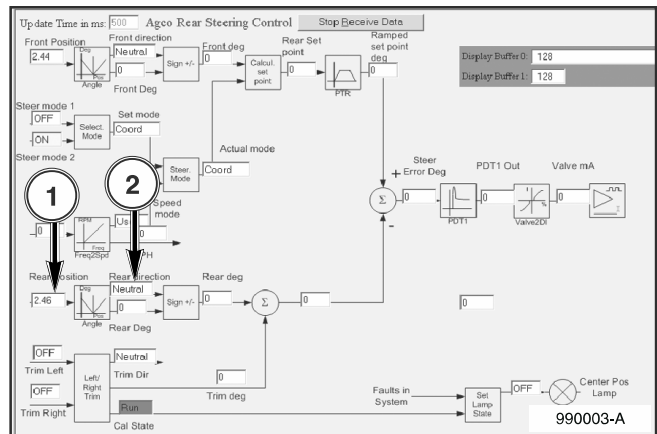 Update Time in ms: 500 Agco Rear Steering Control Stop Receive Data
Front Position Front direction Front deg Rear Set point Ramped set point deg
2.44 Deg Pos Angle Neutral 0 Front Deg Sign +/- 0 Calcul. set point 0 PTR 0
Display Buffer 0: 128
Display Buffer 1: 128
Steer mode 1 Set mode
OFF Select. Mode Coord
ON
Steer mode 2
Actual mode
Steer. Mode Coord
Steer Error Deg PDT1 Out Valve mA
+ Σ - 0 PDT1 0 Valve2DI 0
1 2
Speed mode
0 RPM Freq Freq2Spd 0
Rear direction Rear deg
2.46 Deg Pos Angle Neutral 0 Rear Deg Sign +/- 0 Σ 0
0
OFF Neutral
Trim Left Left/ Right Trim Trim Dir
OFF 0
Trim Right Trim deg
Run
Cal State
Faults in System Set Lamp State OFF Center Pos Lamp
990003-A